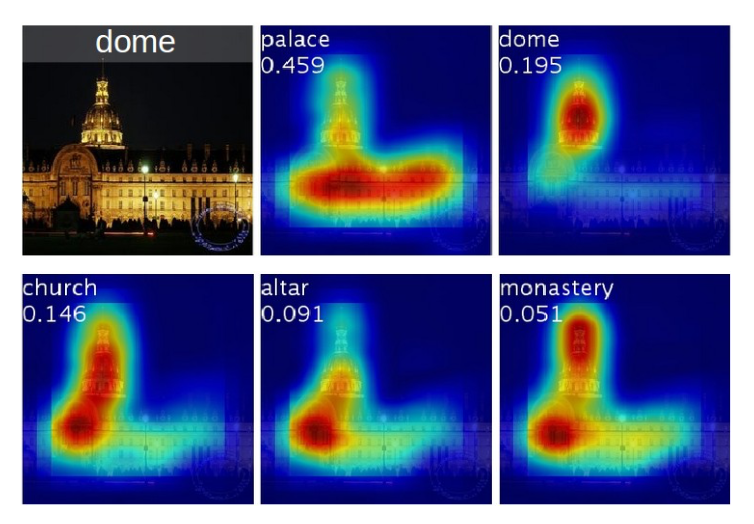 dome
palace
0.459
dome
0.195
church
0.146
altar
0.091
monastery
0.051